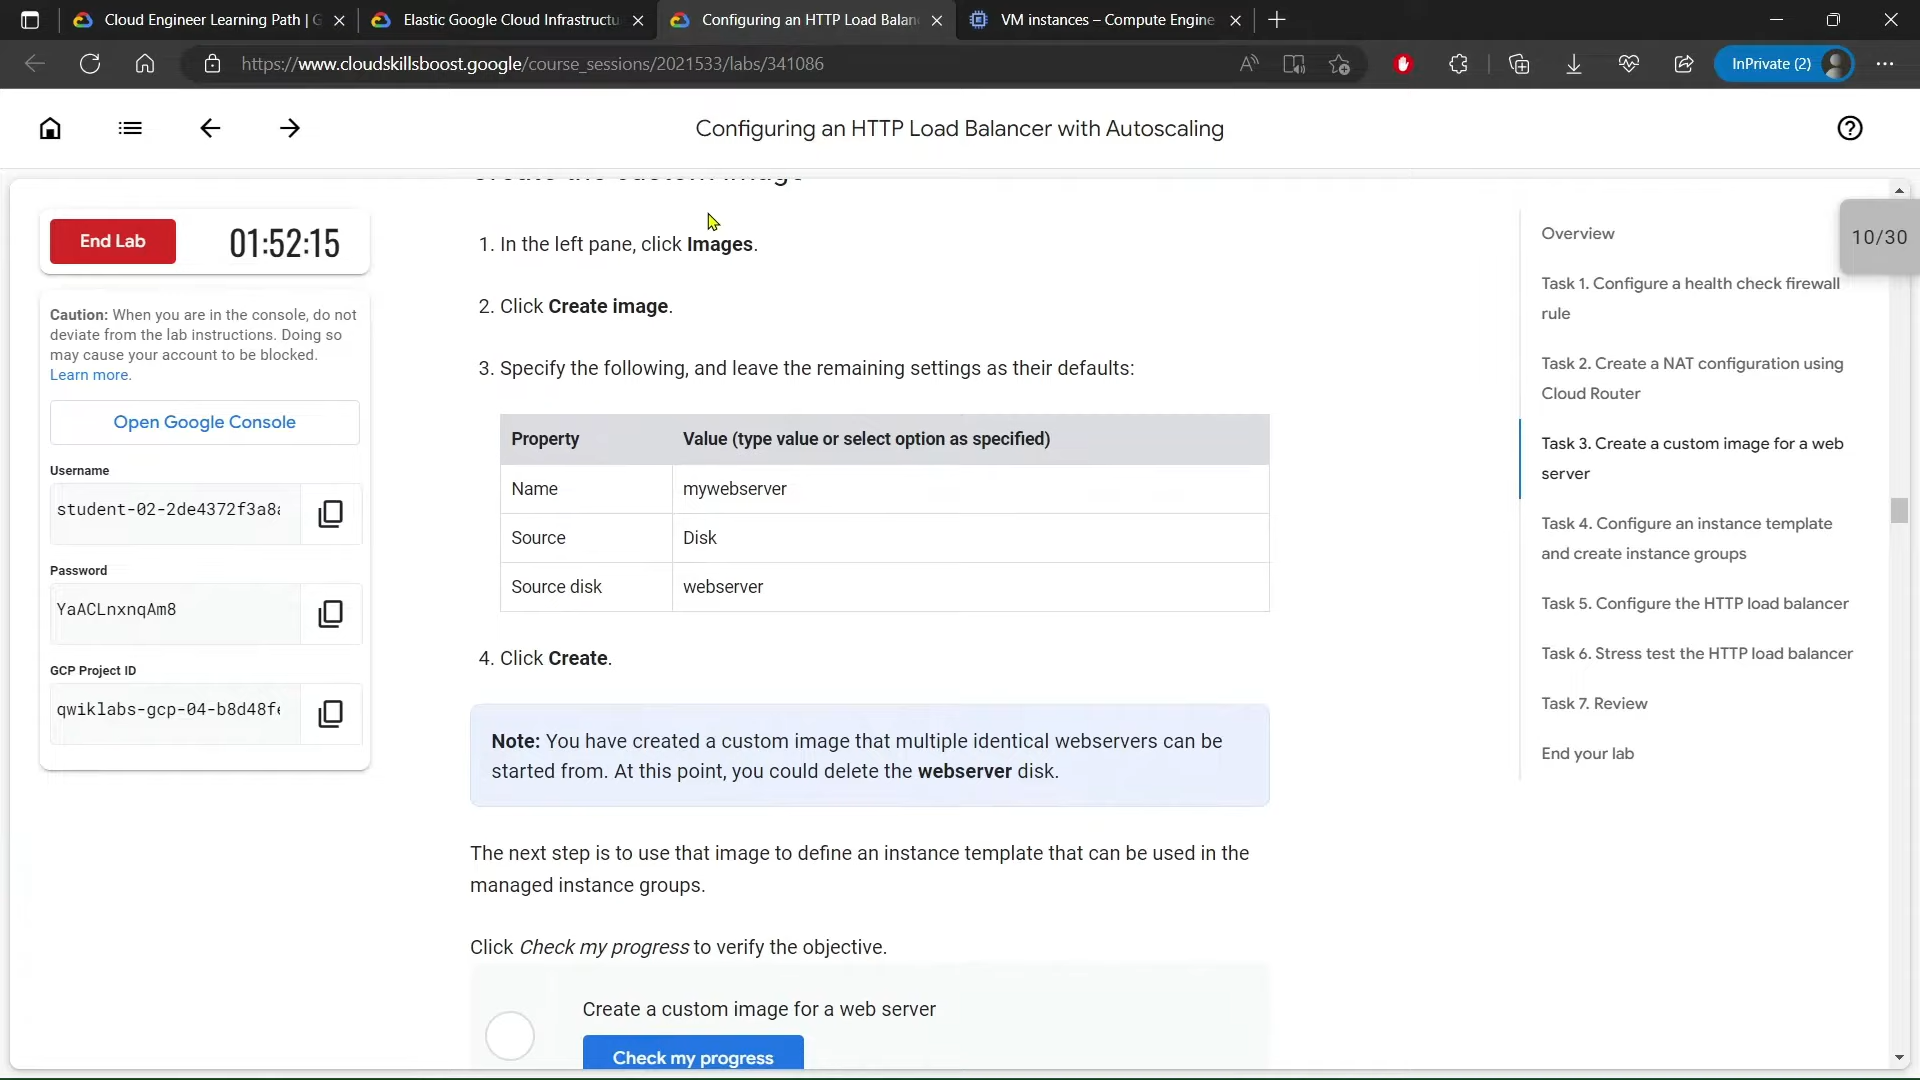 Cloud Engineer Learning Path | G
Elastic Google Cloud Infrastructu
Configuring an HTTP Load Balan
VM instances – Compute Engine
https://www.cloudskillsboost.google/course_sessions/2021533/labs/341086
InPrivate (2)
Configuring an HTTP Load Balancer with Autoscaling
End Lab
01:52:15
Caution: When you are in the console, do not
deviate from the lab instructions. Doing so
may cause your account to be blocked.
Learn more.
Open Google Console
Username
student-02-2de4372f3a8
Password
YaACLnxnqAm8
GCP Project ID
qwiklabs-gcp-04-b8d48f
Create the custom image
1. In the left pane, click Images.
2. Click Create image.
3. Specify the following, and leave the remaining settings as their defaults:
Property Value (type value or select option as specified)
Name mywebserver
Source Disk
Source disk webserver
4. Click Create.
Note: You have created a custom image that multiple identical webservers can be
started from. At this point, you could delete the webserver disk.
The next step is to use that image to define an instance template that can be used in the
managed instance groups.
Click Check my progress to verify the objective.
Create a custom image for a web server
Check my progress
10/30
Overview
Task 1. Configure a health check firewall
rule
Task 2. Create a NAT configuration using
Cloud Router
Task 3. Create a custom image for a web
server
Task 4. Configure an instance template
and create instance groups
Task 5. Configure the HTTP load balancer
Task 6. Stress test the HTTP load balancer
Task 7. Review
End your lab